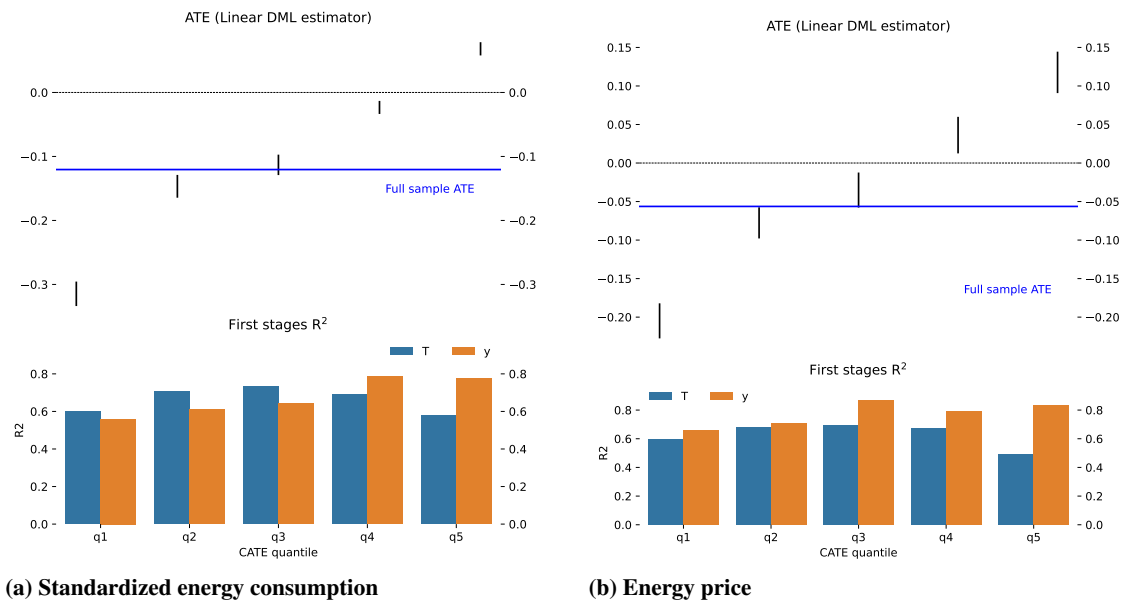 ATE (Linear DML estimator)
0.0 0.0
−0.1 −0.1
Full sample ATE
−0.2 −0.2
−0.3 −0.3
First stages R²
T y
0.8 0.8
0.6 0.6
R2
0.4 0.4
0.2 0.2
0.0 0.0
q1 q2 q3 q4 q5
CATE quantile
(a) Standardized energy consumption
ATE (Linear DML estimator)
0.15 0.15
0.10 0.10
0.05 0.05
0.00 0.00
−0.05 −0.05
−0.10 −0.10
−0.15 −0.15
Full sample ATE
−0.20 −0.20
First stages R²
T y
0.8 0.8
0.6 0.6
R2
0.4 0.4
0.2 0.2
0.0 0.0
q1 q2 q3 q4 q5
CATE quantile
(b) Energy price